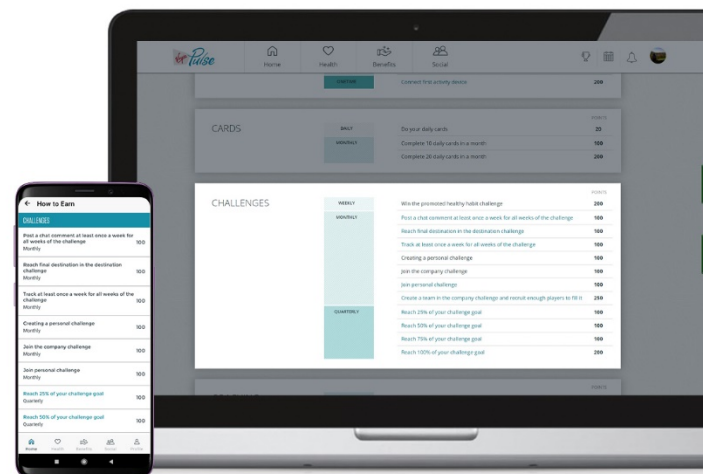 Pulse
Home
Health
Benefits
Social
Connect first activity device 200
POINTS
CARDS
DAILY
Do your daily cards 20
MONTHLY
Complete 10 daily cards in a month 100
Complete 20 daily cards in a month 200
POINTS
CHALLENGES
WEEKLY
Win the promoted healthy habit challenge 200
MONTHLY
Post a chat comment at least once a week for all weeks of the challenge 100
Reach final destination in the destination challenge 100
Track at least once a week for all weeks of the challenge 100
Creating a personal challenge 100
Join the company challenge 100
Join personal challenge 100
Create a team in the company challenge and recruit enough players to fill it 250
QUARTERLY
Reach 25% of your challenge goal 100
Reach 50% of your challenge goal 100
Reach 75% of your challenge goal 100
Reach 100% of your challenge goal 200
POINTS
← How to Earn
CHALLENGES
Post a chat comment at least once a week for
all weeks of the challenge 100
Monthly
Reach final destination in the destination
challenge 100
Monthly
Track at least once a week for all weeks of the
challenge 100
Monthly
Creating a personal challenge 100
Monthly
Join the company challenge 100
Monthly
Join personal challenge 100
Monthly
Reach 25% of your challenge goal 100
Quarterly
Reach 50% of your challenge goal 100
Quarterly
Home
Health
Benefits
Social
Profile